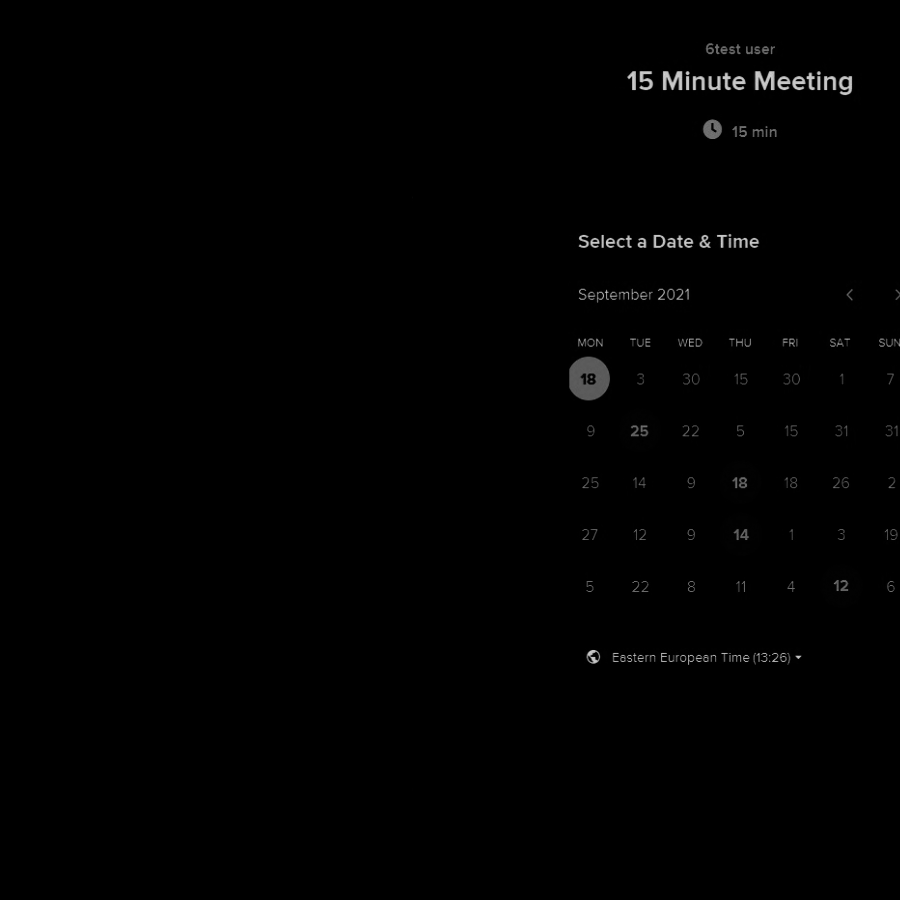 6test user
15 Minute Meeting
15 min
Select a Date & Time
September 2021
MON TUE WED THU FRI SAT SUN
18 3 30 15 30 1 7
9 25 22 5 15 31 31
25 14 9 18 18 26 2
27 12 9 14 1 3 19
5 22 8 11 4 12 6
Eastern European Time (13:26)